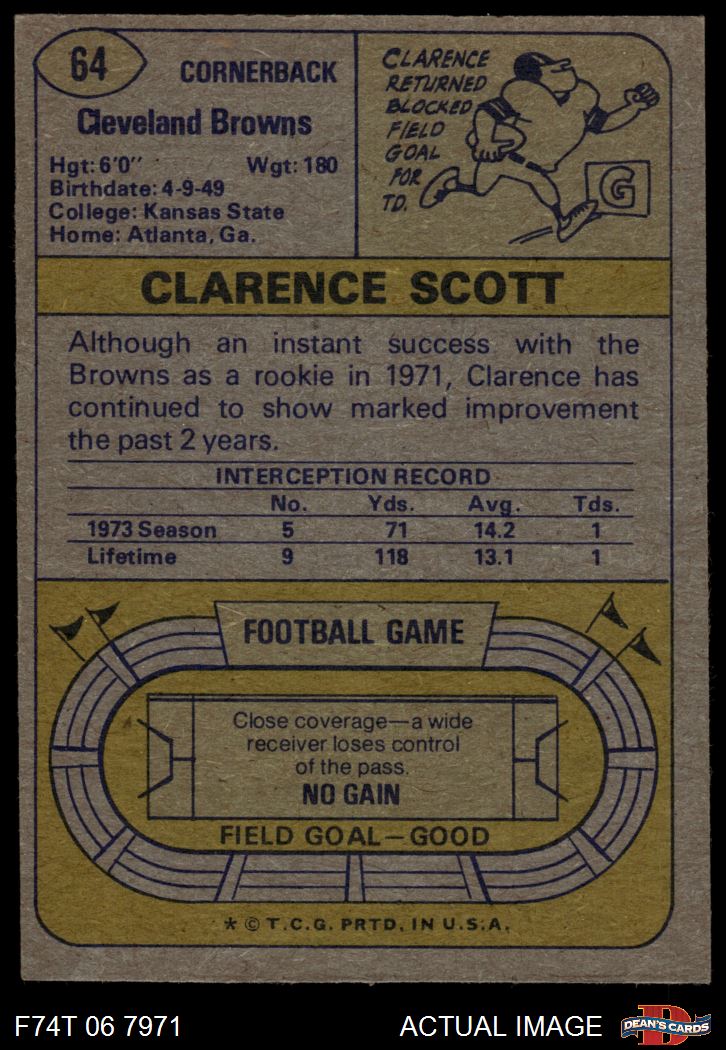 64
CORNERBACK
Cleveland Browns
Hgt: 6'0" Wgt: 180
Birthdate: 4-9-49
College: Kansas State
Home: Atlanta, Ga.
CLARENCE
RETURNED
BLOCKED
FIELD
GOAL
FOR
TD.
G
CLARENCE SCOTT
Although an instant success with the
Browns as a rookie in 1971, Clarence has
continued to show marked improvement
the past 2 years.
INTERCEPTION RECORD
No. Yds. Avg. Tds.
1973 Season 5 71 14.2 1
Lifetime 9 118 13.1 1
FOOTBALL GAME
Close coverage—a wide
receiver loses control
of the pass.
NO GAIN
FIELD GOAL—GOOD
* © T.C.G. PRTD. IN U.S.A.
F74T 06 7971
ACTUAL IMAGE
D
DEAN'S CARDS